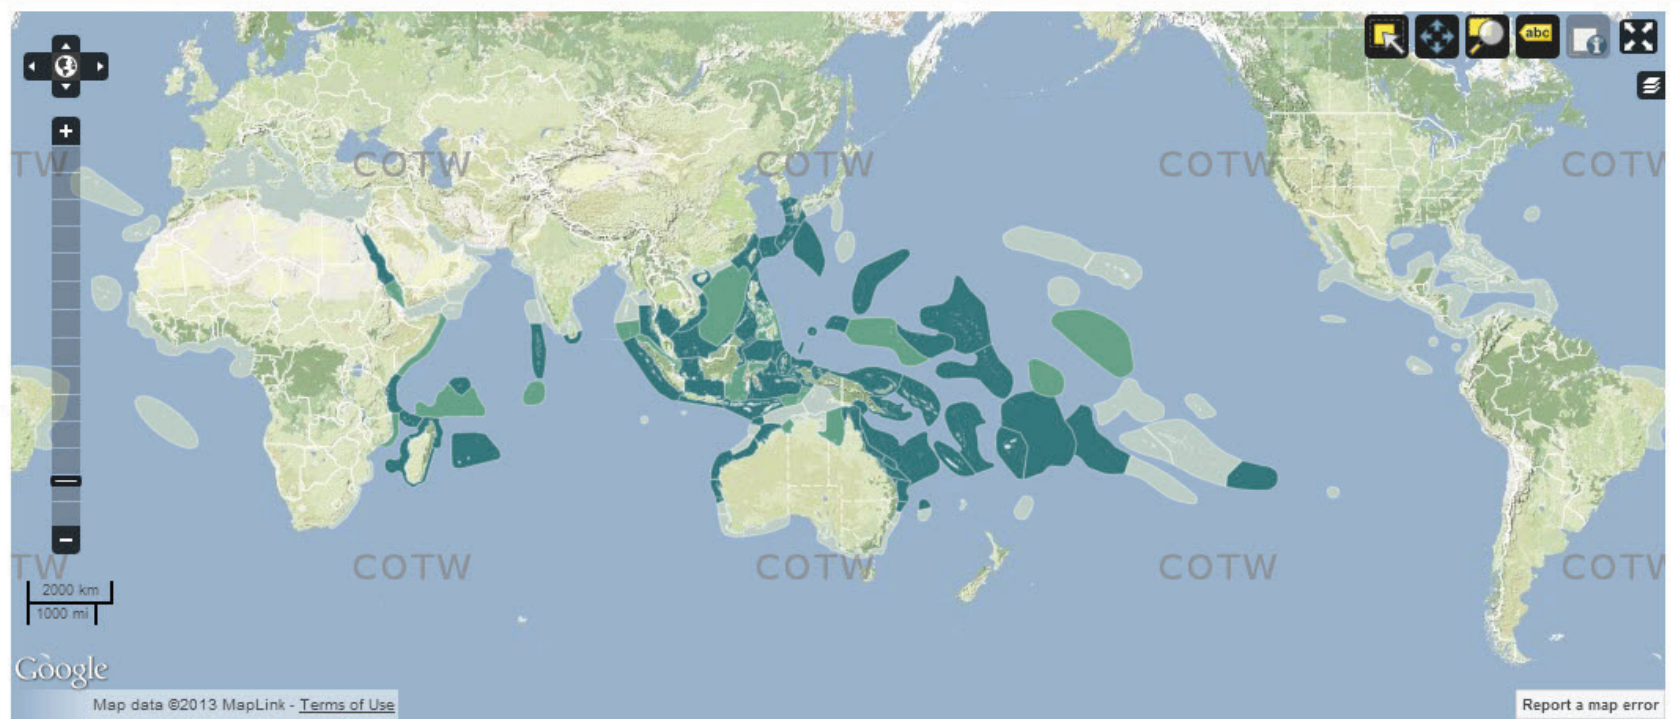 abc
TW COTW COTW COTW COTW
TW COTW COTW COTW COTW
2000 km
1000 mi
Google
Map data ©2013 MapLink - Terms of Use
Report a map error